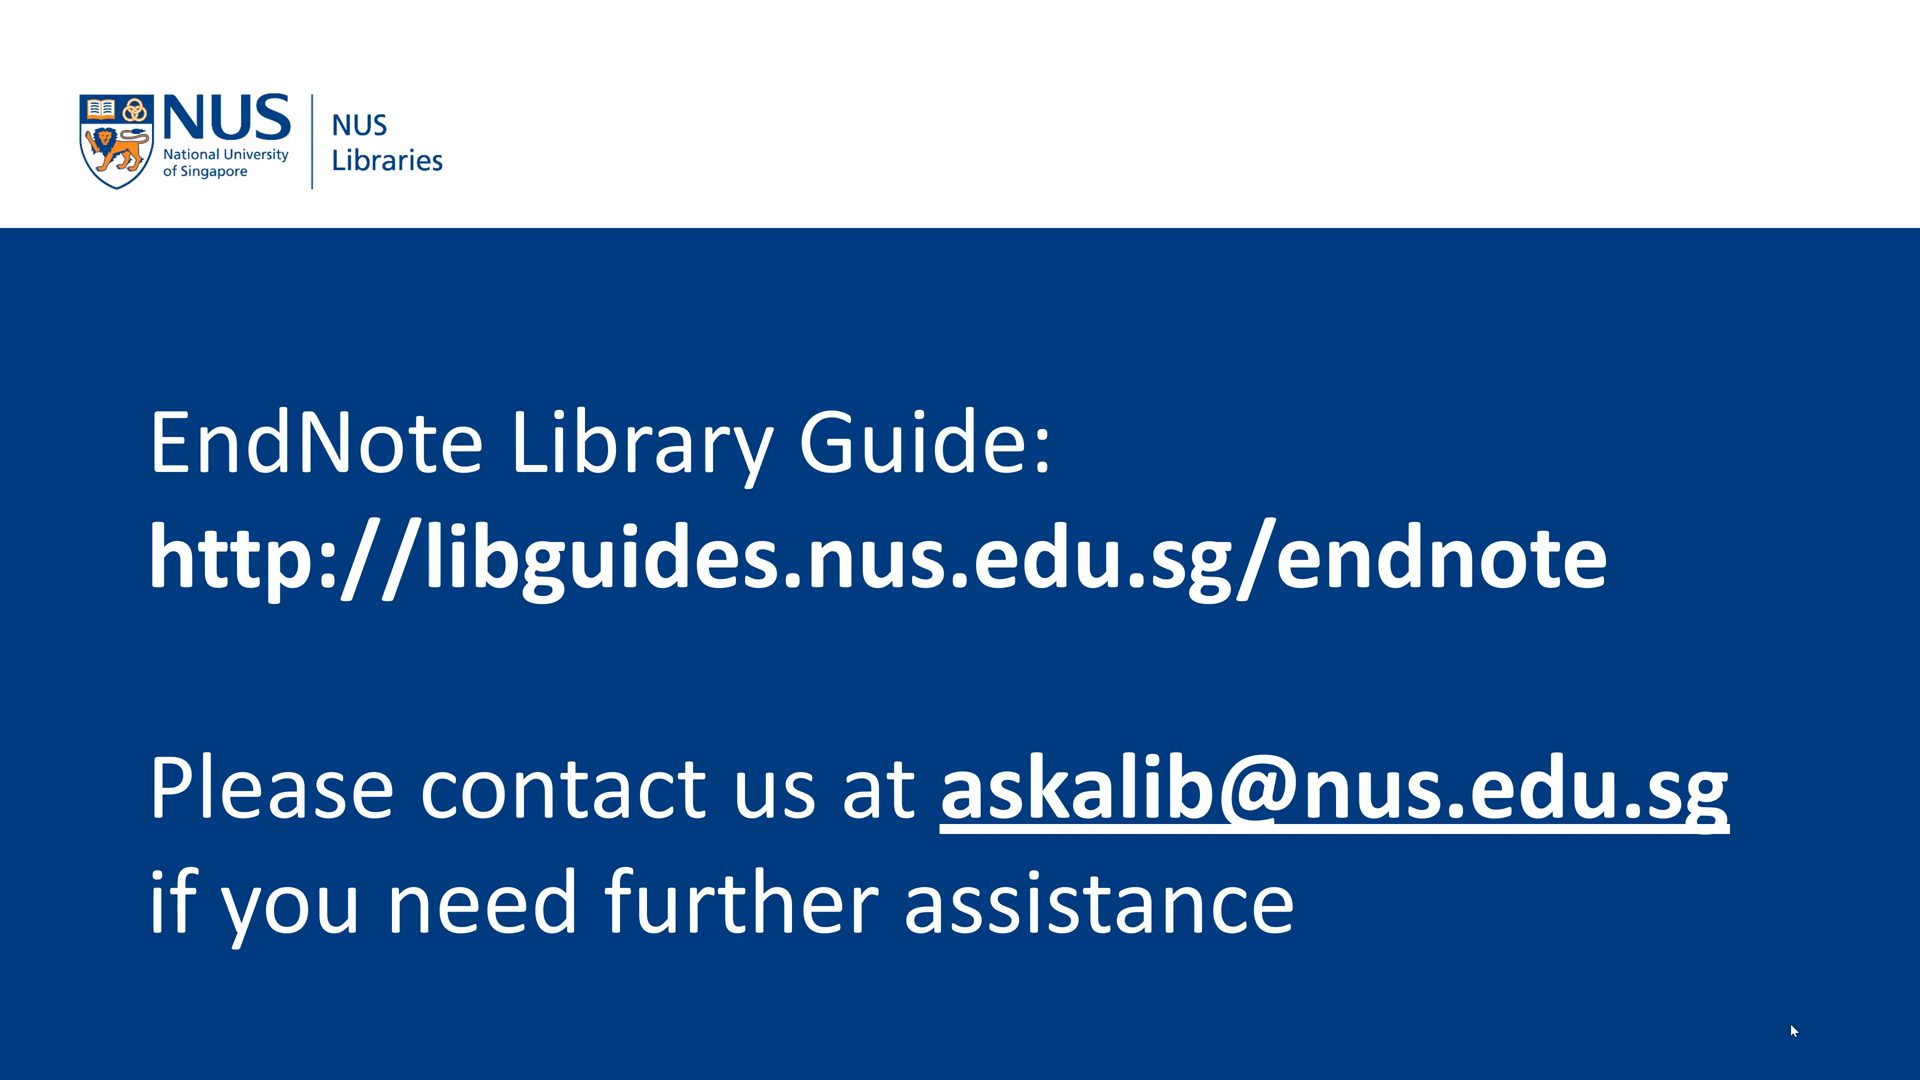 NUS
National University
of Singapore
NUS
Libraries
EndNote Library Guide:
http://libguides.nus.edu.sg/endnote
Please contact us at askalib@nus.edu.sg
if you need further assistance